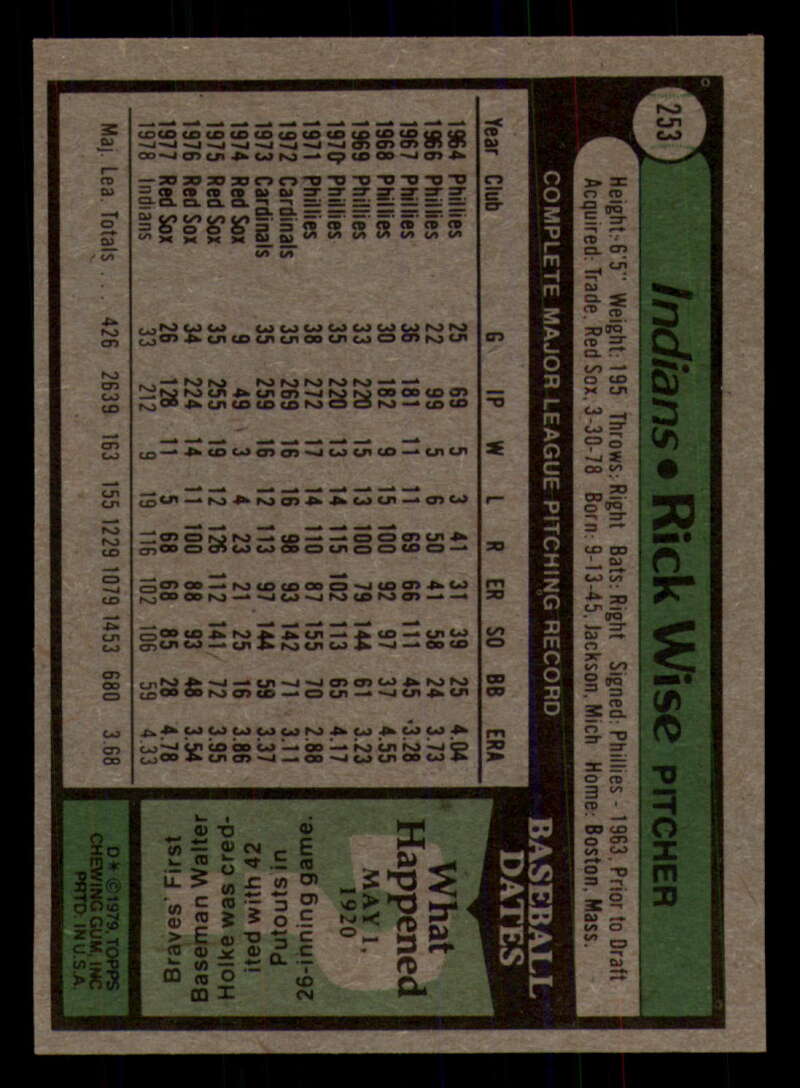 253
Indians • Rick Wise PITCHER
Height: 6'5" Weight: 195 Throws: Right Bats: Right Signed: Phillies - 1963, Prior to Draft
Acquired: Trade, Red Sox, 3-30-78 Born: 9-13-45, Jackson, Mich Home: Boston, Mass.
COMPLETE MAJOR LEAGUE PITCHING RECORD
Year Club G IP W L R ER SO BB ERA
1964 Phillies 25 69 5 3 41 31 39 25 4.04
1966 Phillies 22 99 5 6 50 41 58 24 3.73
1967 Phillies 36 181 11 11 69 66 111 45 3.28
1968 Phillies 30 182 9 15 100 92 97 37 4.55
1969 Phillies 33 220 15 13 100 79 144 61 3.23
1970 Phillies 35 220 13 14 115 102 113 65 4.17
1971 Phillies 38 272 17 14 110 87 155 70 2.88
1972 Cardinals 35 269 16 16 98 93 142 71 3.11
1973 Cardinals 35 259 16 12 113 97 144 59 3.37
1974 Red Sox 9 49 3 4 23 21 25 16 3.86
1975 Red Sox 35 255 19 12 126 112 141 72 3.95
1976 Red Sox 34 224 14 11 100 88 93 48 3.54
1977 Red Sox 26 128 11 5 68 68 85 28 4.78
1978 Indians 33 212 9 19 116 102 106 59 4.33
Maj. Lea Totals . . . 426 2639 163 155 1229 1079 1453 680 3.68
BASEBALL
DATES
What
Happened
MAY 1,
1920
26-inning game.
Putouts in
ited with 42
Holke was cred-
Baseman Walter
Braves' First
D* ©1979, TOPPS
CHEWING GUM, INC
PRTD. IN U.S.A